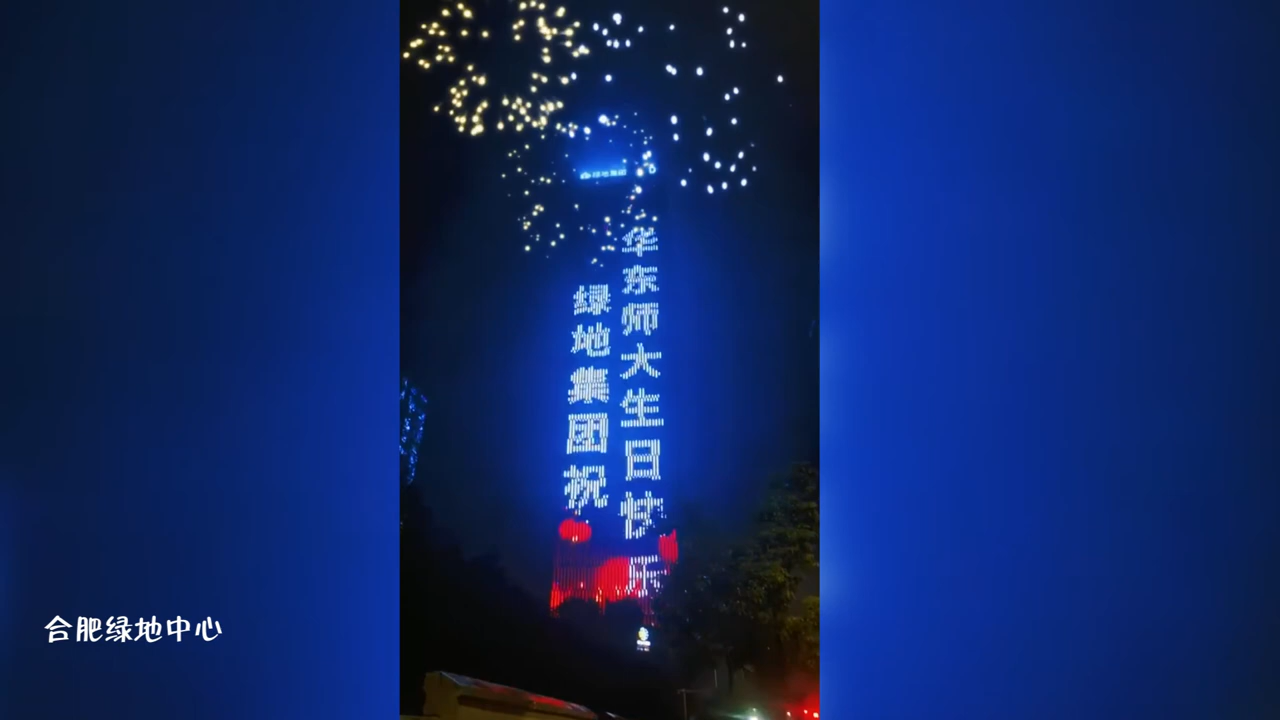 绿地集团祝
华东师大生日快乐
合肥绿地中心